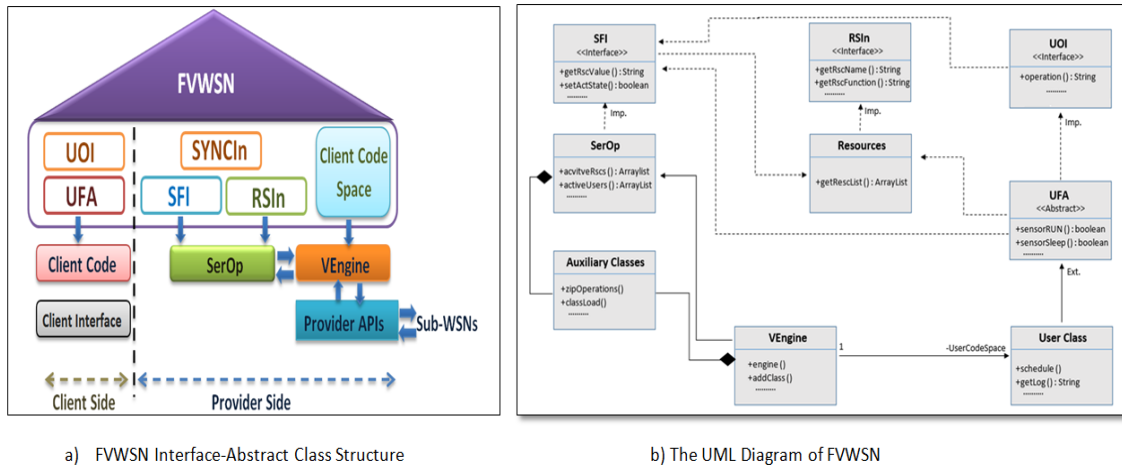 FVWSN
UOI
SYNCIn
Client Code
Space
UFA
SFI
RSIn
Client Code
SerOp
VEngine
Client Interface
Provider APIs
Sub-WSNs
Client Side
Provider Side
a) FVWSN Interface-Abstract Class Structure
SFI
<<Interface>>
+getRscValue () : String
+setActState() : boolean
..........
RSIn
<<Interface>>
+getRscName () : String
+getRscFunction() : String
..........
UOI
<<Interface>>
+operation () : String
..........
Imp.
Imp.
Imp.
SerOp
+acvitveRscs () : Arraylist
+activeUsers () : ArrayList
..........
Resources
+getRescList() : ArrayList
UFA
<<Abstract>>
+sensorRUN () : boolean
+sensorSleep () : boolean
..........
Auxiliary Classes
+zipOperations()
+classLoad()
..........
Ext.
VEngine
+engine ()
+addClass ()
..........
1
-UserCodeSpace
User Class
+schedule ()
+getLog () : String
..........
b) The UML Diagram of FVWSN